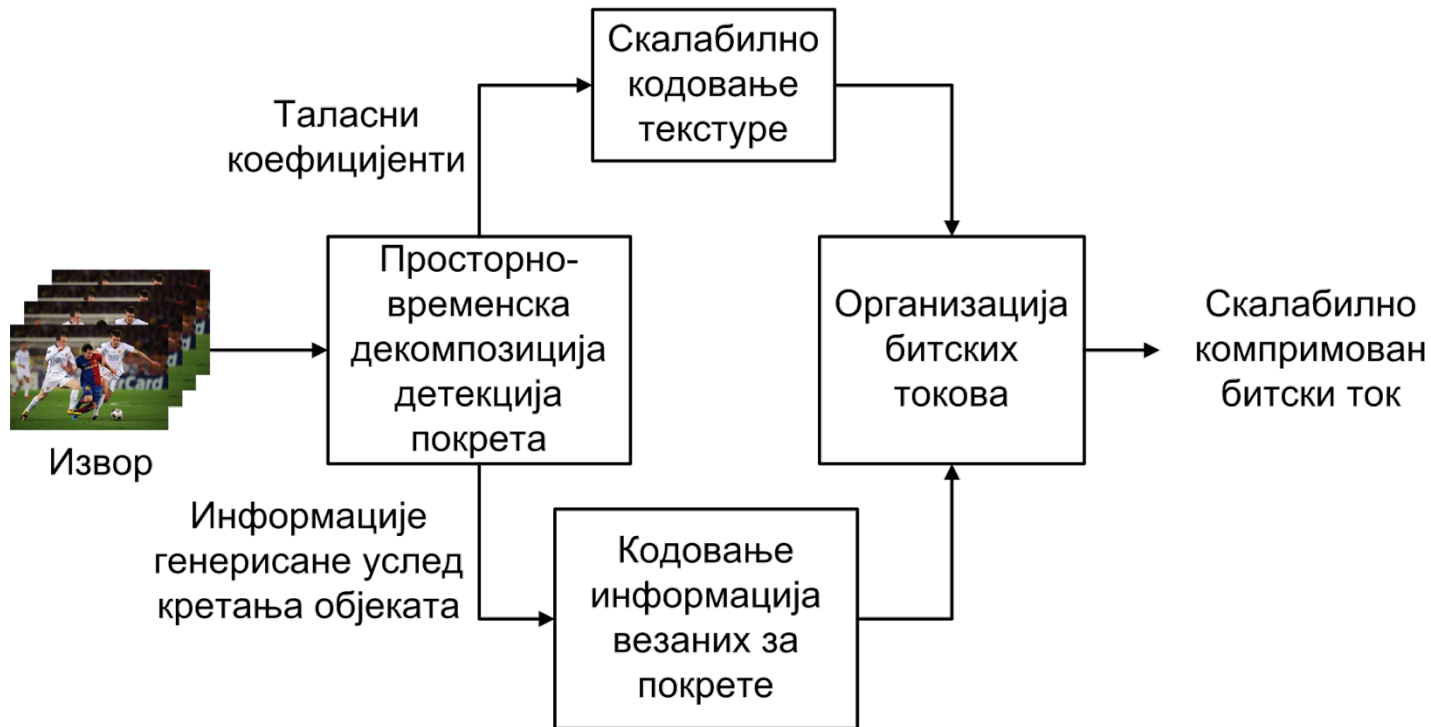 Скалабилно
кодовање
текстуре
Таласни
коефицијенти
Просторно-
временска
декомпозиција
детекција
покрета
Организација
битских
токова
Скалабилно
компримован
битски ток
Извор
Информације
генерисане услед
кретања објеката
Кодовање
информација
везаних за
покрете